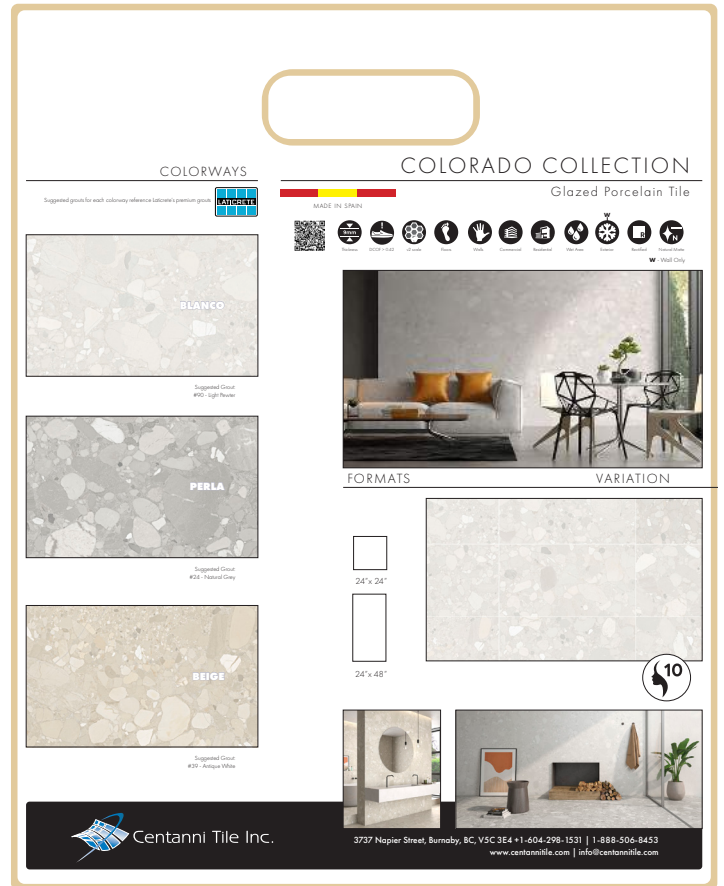 COLORWAYS
Suggested grouts for each colorway reference Laticrete's premium grouts
LATICRETE
BLANCO
Suggested Grout
#90 - Light Pewter
PERLA
Suggested Grout
#24 - Natural Grey
BEIGE
Suggested Grout
#39 - Antique White
COLORADO COLLECTION
Glazed Porcelain Tile
MADE IN SPAIN
9mm
W
R
N
Thickness
DCOF > 0.42
Floors
Walls
Commercial
Residential
Wet Area
Exterior
Rectified
Natural Matte
W - Wall Only
FORMATS
VARIATION
24"x 24"
24"x 48"
10
Centanni Tile Inc.
3737 Napier Street, Burnaby, BC, V5C 3E4 +1-604-298-1531 | 1-888-506-8453
www.centannitile.com | info@centannitile.com